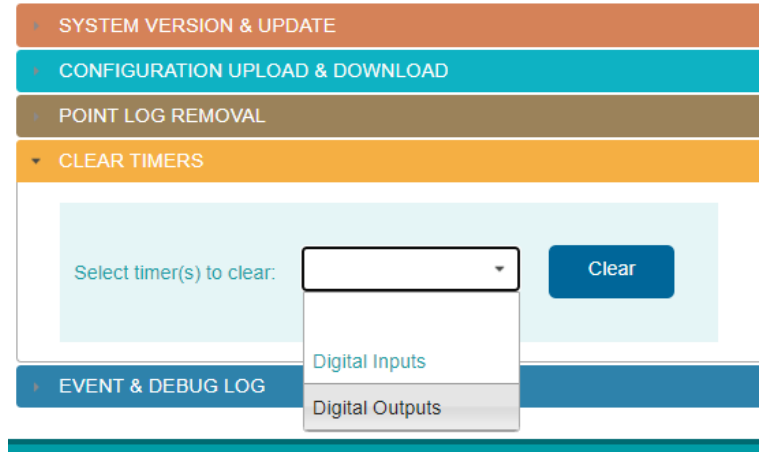 SYSTEM VERSION & UPDATE
CONFIGURATION UPLOAD & DOWNLOAD
POINT LOG REMOVAL
CLEAR TIMERS
Select timer(s) to clear:
Clear
Digital Inputs
EVENT & DEBUG LOG
Digital Outputs